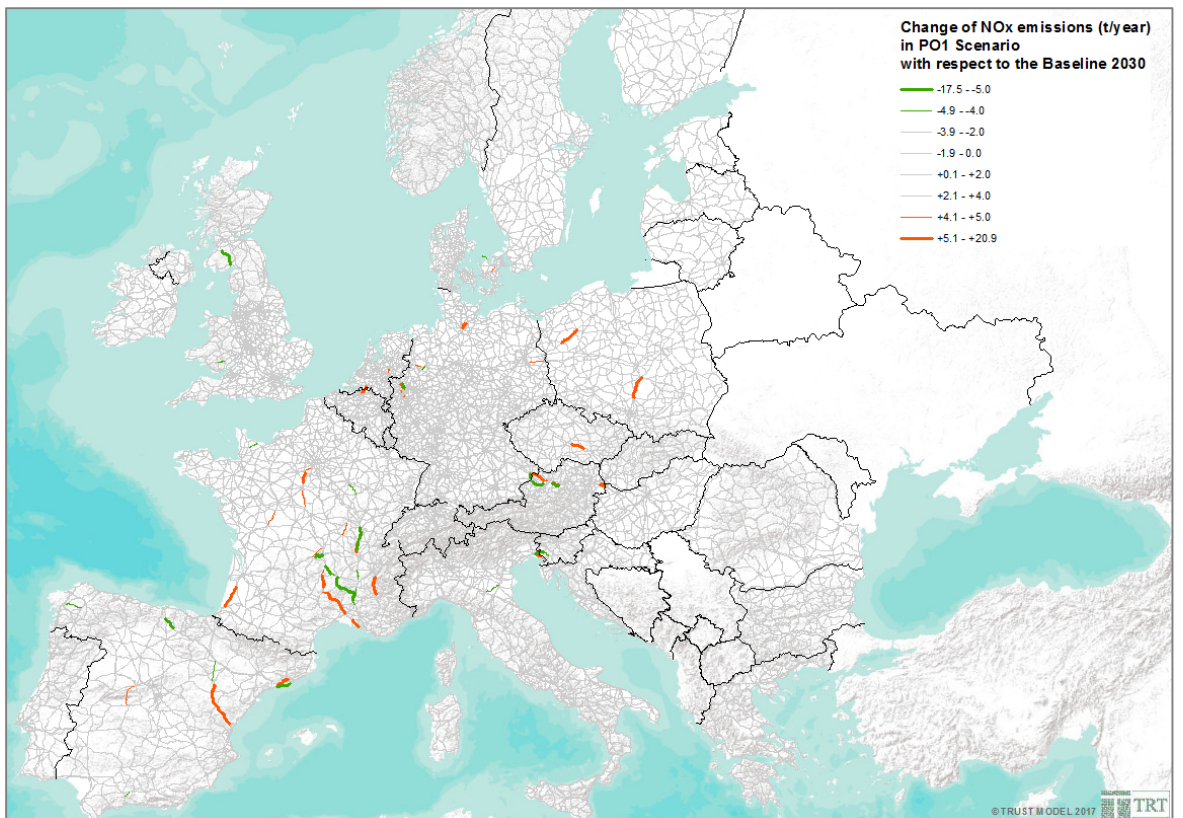 Change of NOx emissions (t/year)
in PO1 Scenario
with respect to the Baseline 2030
-17.5 - -5.0
-4.9 - -4.0
-3.9 - -2.0
-1.9 - 0.0
+0.1 - +2.0
+2.1 - +4.0
+4.1 - +5.0
+5.1 - +20.9
© TRUST MODEL 2017
TRT